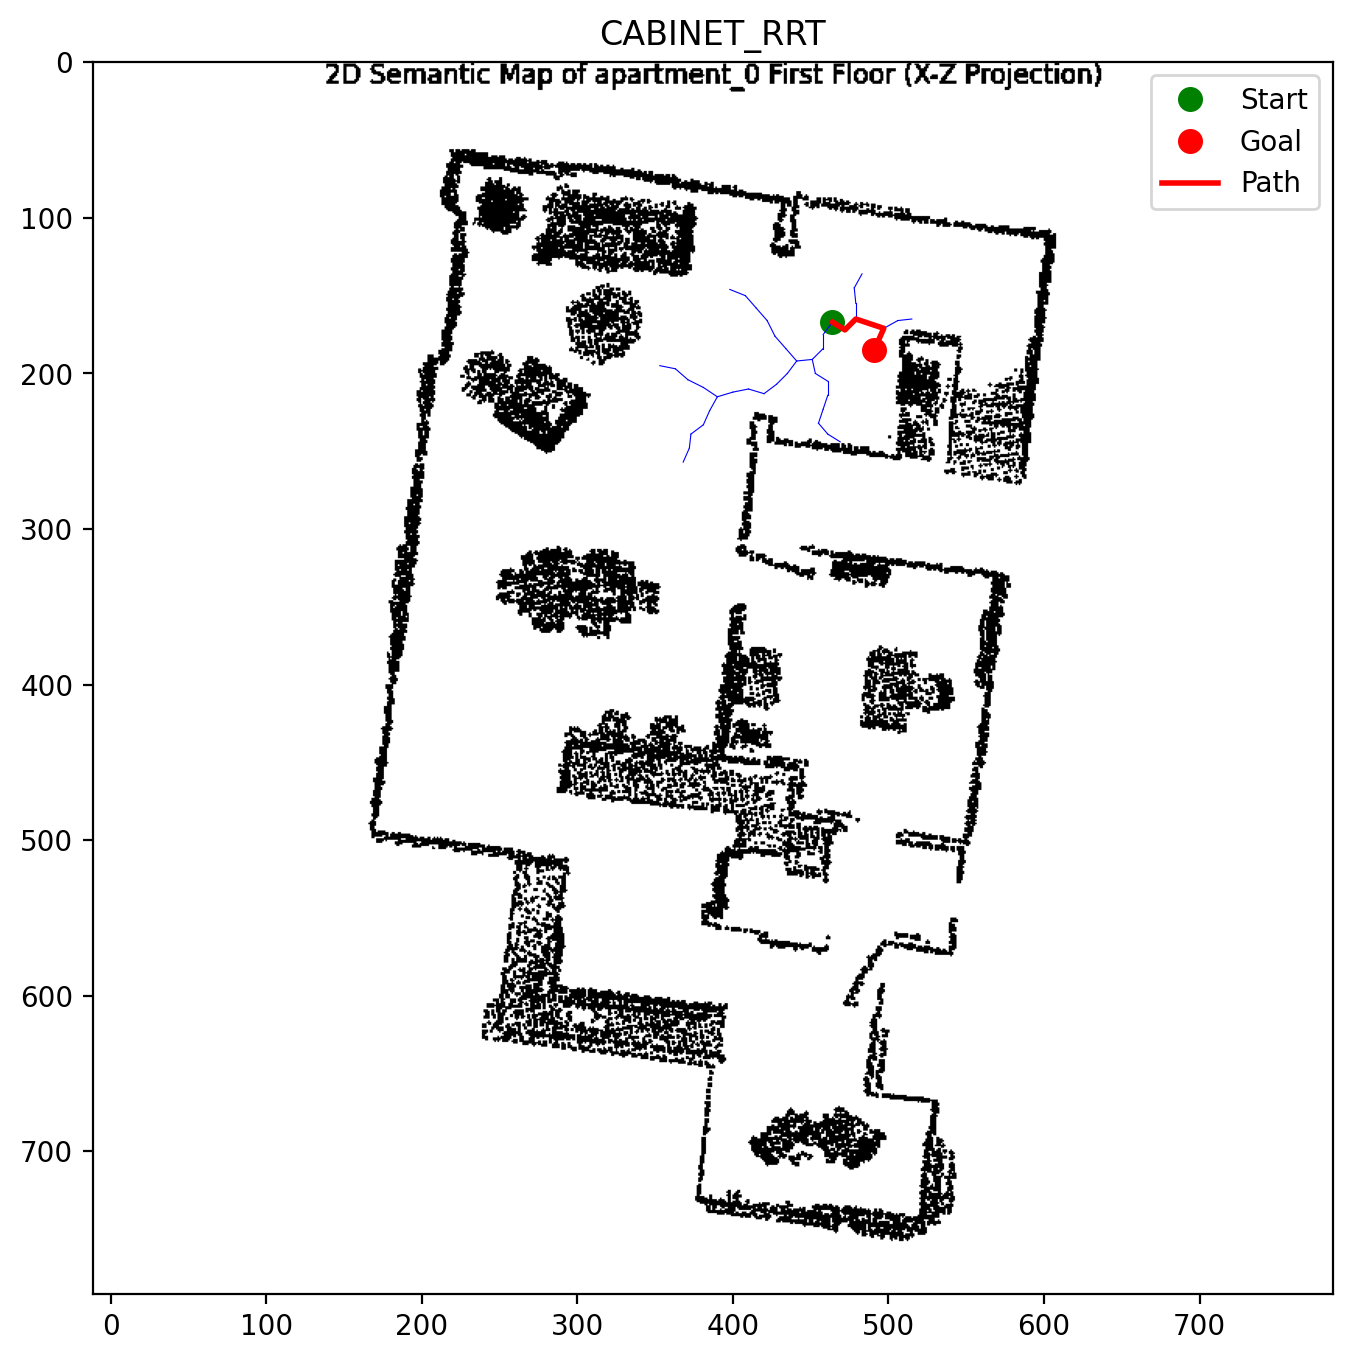 CABINET_RRT
2D Semantic Map of apartment_0 First Floor (X-Z Projection)
Start
Goal
Path
0
100
200
300
400
500
600
700
0 100 200 300 400 500 600 700